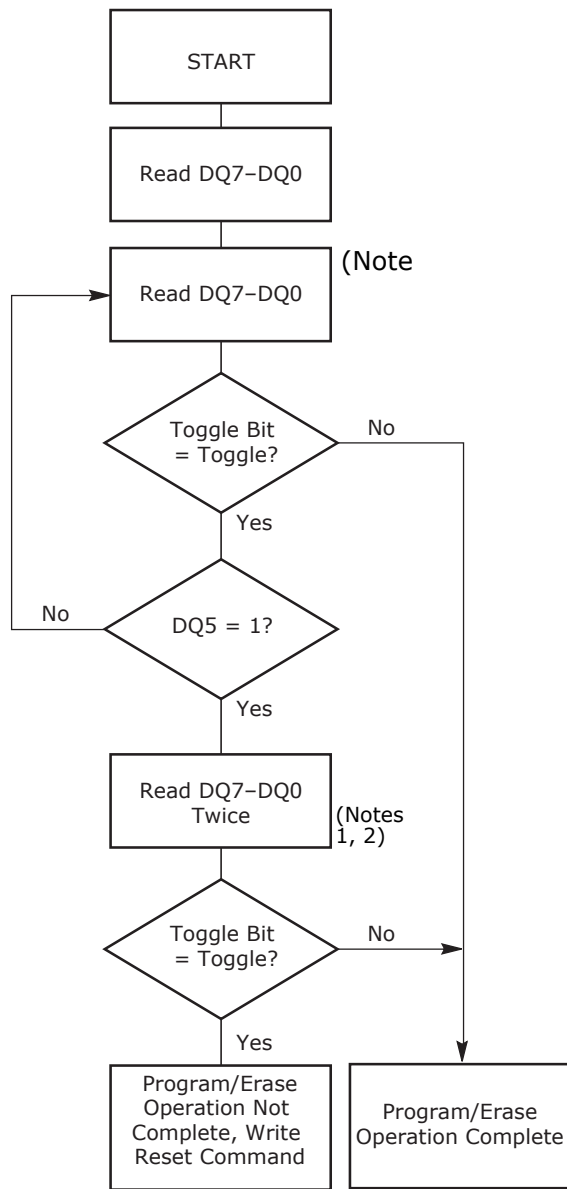 START
Read DQ7–DQ0
Read DQ7–DQ0
(Note
Toggle Bit
= Toggle?
No
Yes
No
DQ5 = 1?
Yes
Read DQ7–DQ0
Twice
(Notes
1, 2)
Toggle Bit
= Toggle?
No
Yes
Program/Erase
Operation Not
Complete, Write
Reset Command
Program/Erase
Operation Complete